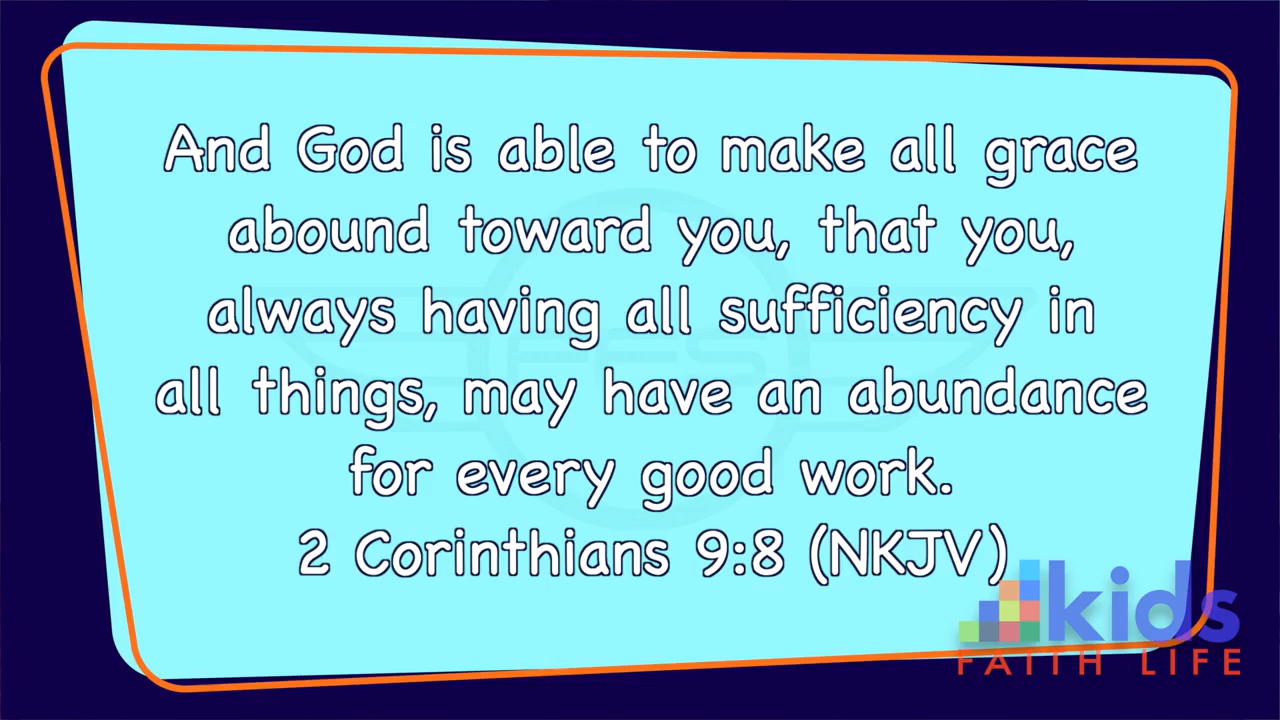 And God is able to make all grace
abound toward you, that you,
always having all sufficiency in
all things, may have an abundance
for every good work.
2 Corinthians 9:8 (NKJV)
kids
FAITH LIFE